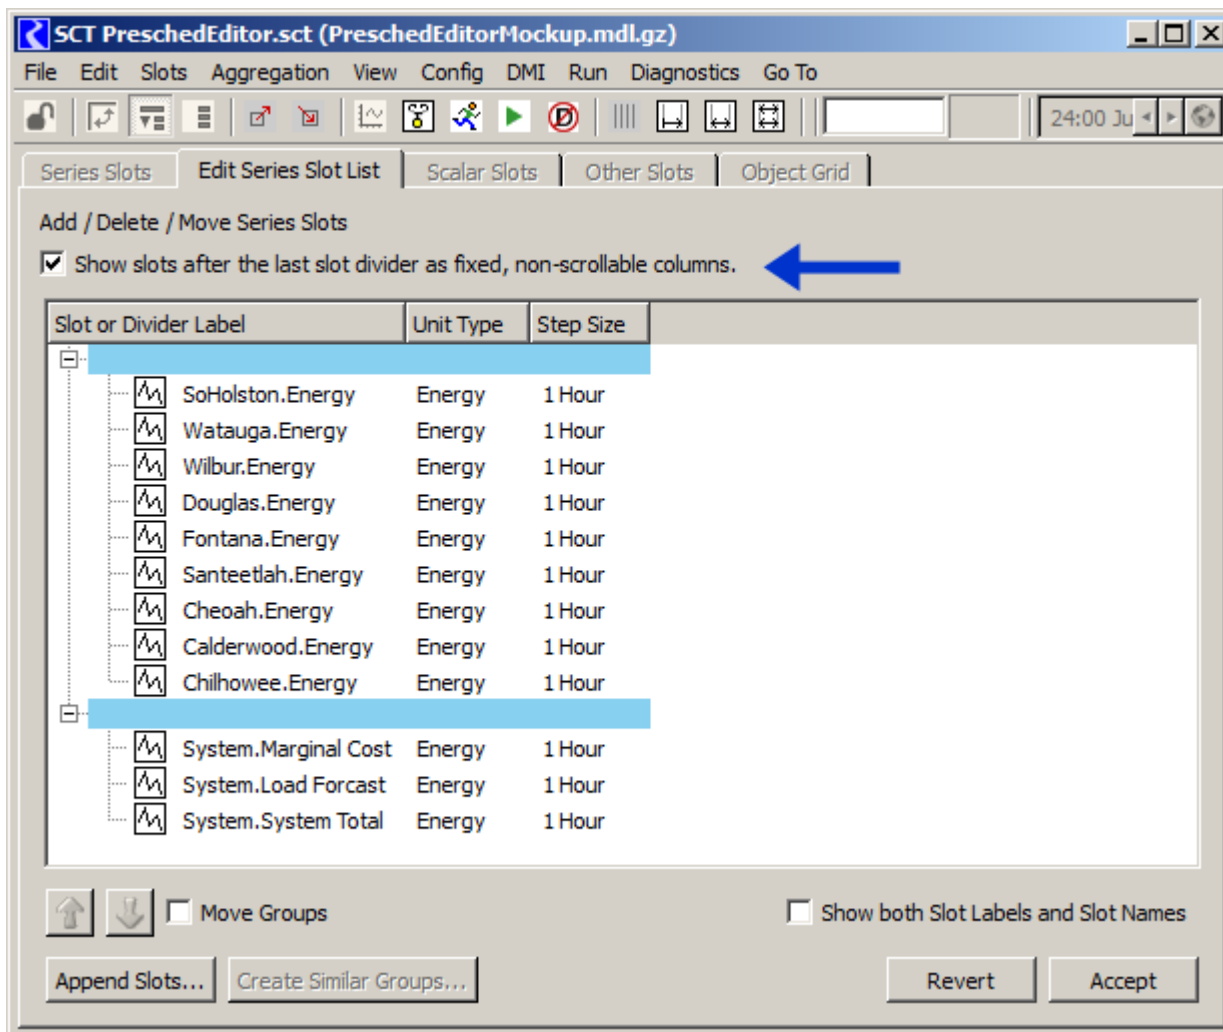 SCT PreschedEditor.sct (PreschedEditorMockup.mdl.gz)
File Edit Slots Aggregation View Config DMI Run Diagnostics Go To
D 24:00 Ju
Series Slots Edit Series Slot List Scalar Slots Other Slots Object Grid
Add / Delete / Move Series Slots
Show slots after the last slot divider as fixed, non-scrollable columns.
Slot or Divider Label Unit Type Step Size
SoHolston.Energy Energy 1 Hour
Watauga.Energy Energy 1 Hour
Wilbur.Energy Energy 1 Hour
Douglas.Energy Energy 1 Hour
Fontana.Energy Energy 1 Hour
Santeetlah.Energy Energy 1 Hour
Cheoah.Energy Energy 1 Hour
Calderwood.Energy Energy 1 Hour
Chilhowee.Energy Energy 1 Hour
System.Marginal Cost Energy 1 Hour
System.Load Forcast Energy 1 Hour
System.System Total Energy 1 Hour
Move Groups Show both Slot Labels and Slot Names
Append Slots... Create Similar Groups... Revert Accept